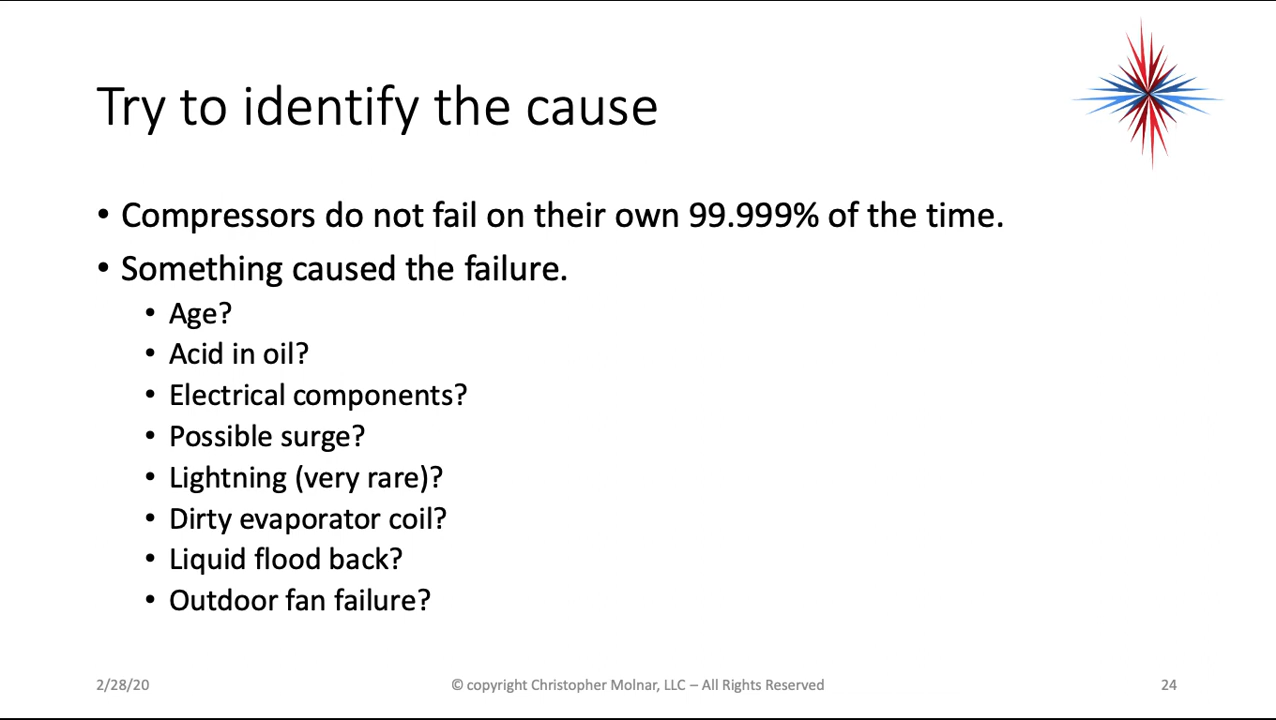 Try to identify the cause
• Compressors do not fail on their own 99.999% of the time.
• Something caused the failure.
• Age?
• Acid in oil?
• Electrical components?
• Possible surge?
• Lightning (very rare)?
• Dirty evaporator coil?
• Liquid flood back?
• Outdoor fan failure?
2/28/20
© copyright Christopher Molnar, LLC – All Rights Reserved
24